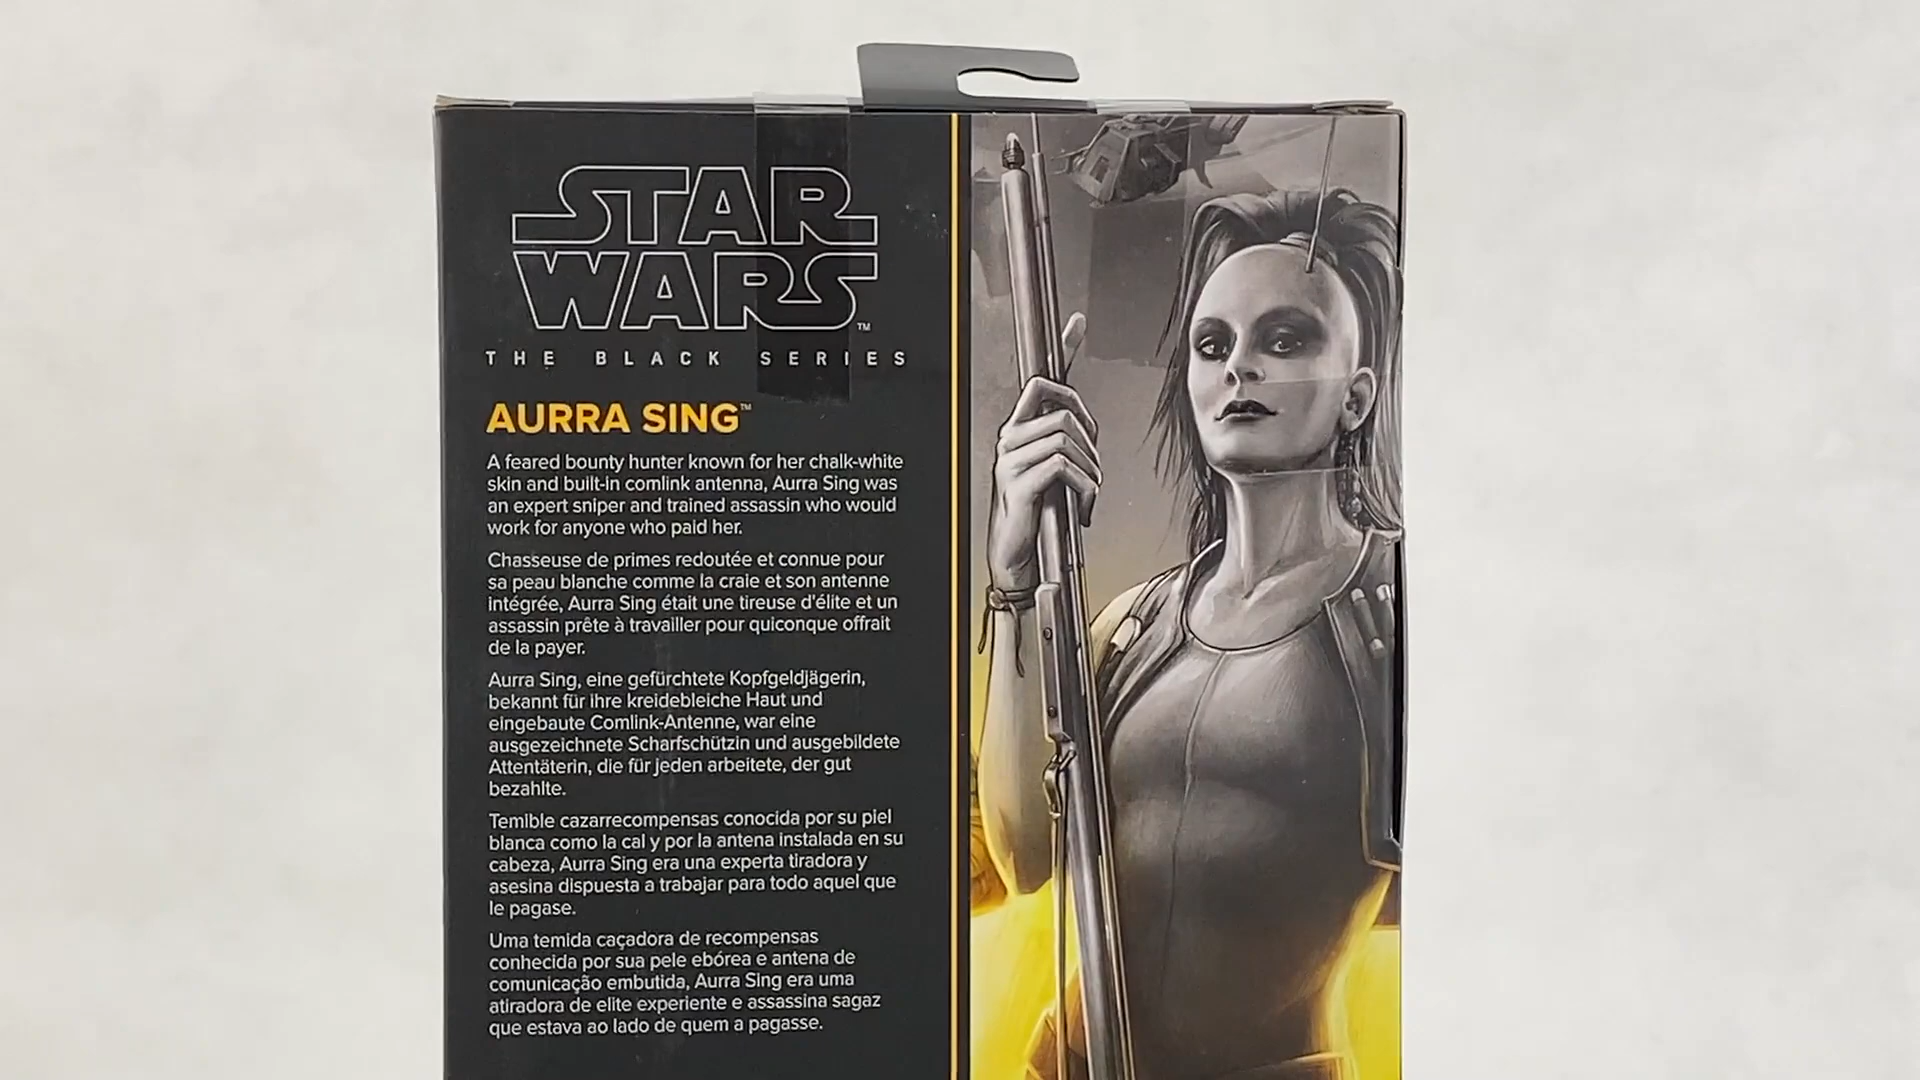 STAR
WARS™
THE BLACK SERIES
AURRA SING™
A feared bounty hunter known for her chalk-white
skin and built-in comlink antenna, Aurra Sing was
an expert sniper and trained assassin who would
work for anyone who paid her.
Chasseuse de primes redoutée et connue pour
sa peau blanche comme la craie et son antenne
intégrée, Aurra Sing était une tireuse d'élite et un
assassin prête à travailler pour quiconque offrait
de la payer.
Aurra Sing, eine gefürchtete Kopfgeldjägerin,
bekannt für ihre kreidebleiche Haut und
eingebaute Comlink-Antenne, war eine
ausgezeichnete Scharfschützin und ausgebildete
Attentäterin, die für jeden arbeitete, der gut
bezahlte.
Temible cazarrecompensas conocida por su piel
blanca como la cal y por la antena instalada en su
cabeza, Aurra Sing era una experta tiradora y
asesina dispuesta a trabajar para todo aquel que
le pagase.
Uma temida caçadora de recompensas
conhecida por sua pele ebórea e antena de
comunicação embutida, Aurra Sing era uma
atiradora de elite experiente e assassina sagaz
que estava ao lado de quem a pagasse.